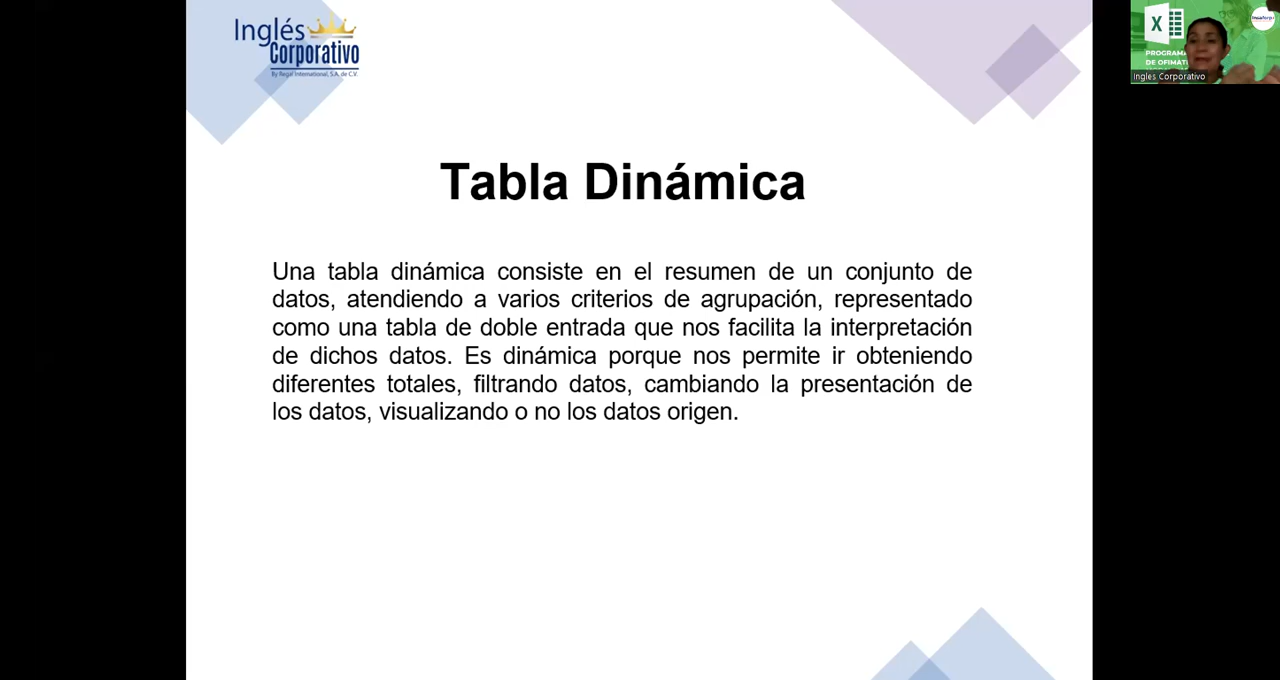 Inglés
Corporativo
By Regal International, S.A. de C.V.
Tabla Dinámica
Una tabla dinámica consiste en el resumen de un conjunto de
datos, atendiendo a varios criterios de agrupación, representado
como una tabla de doble entrada que nos facilita la interpretación
de dichos datos. Es dinámica porque nos permite ir obteniendo
diferentes totales, filtrando datos, cambiando la presentación de
los datos, visualizando o no los datos origen.
X
PROGRAMA
DE OFIMAT
Ingles Corporativo